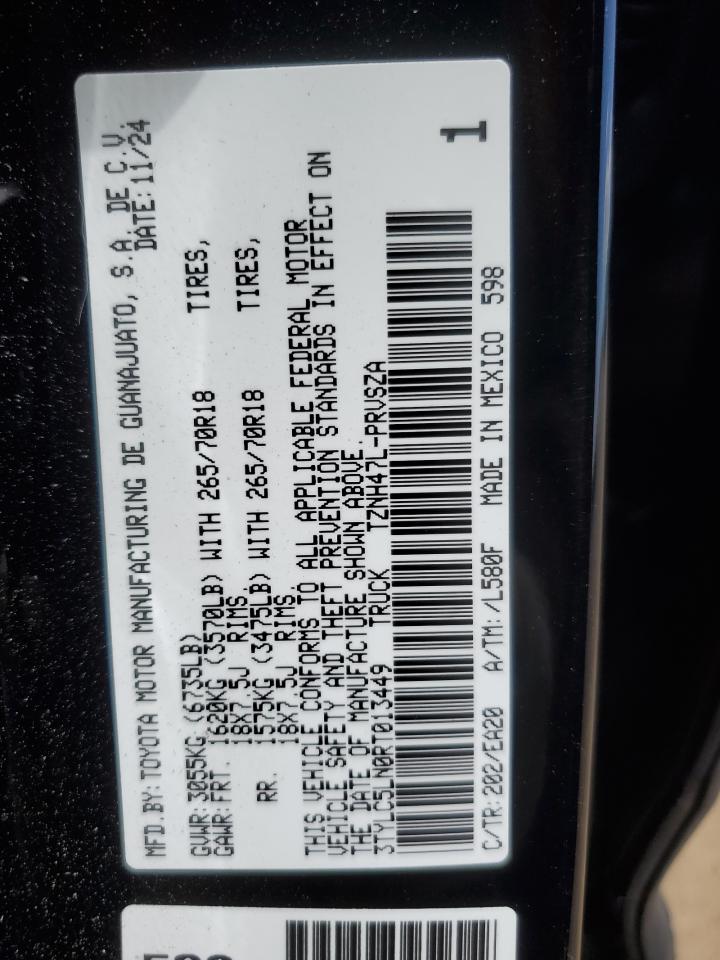 MFD.BY: TOYOTA MOTOR MANUFACTURING DE GUANAJUATO, S.A. DE C.V.
DATE: 11/24
GVWR: 3055KG (6735LB)
GAWR: FRT. 1620KG (3570LB) WITH 265/70R18 TIRES,
18X7.5J RIMS.
RR. 1575KG (3475LB) WITH 265/70R18 TIRES,
18X7.5J RIMS.
THIS VEHICLE CONFORMS TO ALL APPLICABLE FEDERAL MOTOR
VEHICLE SAFETY AND THEFT PREVENTION STANDARDS IN EFFECT ON
THE DATE OF MANUFACTURE SHOWN ABOVE.
3TYLC5LN0RT013449 TRUCK TZNH47L-PRVSZA
1
C/TR: 202/EA20 A/TM: /L580F MADE IN MEXICO 598